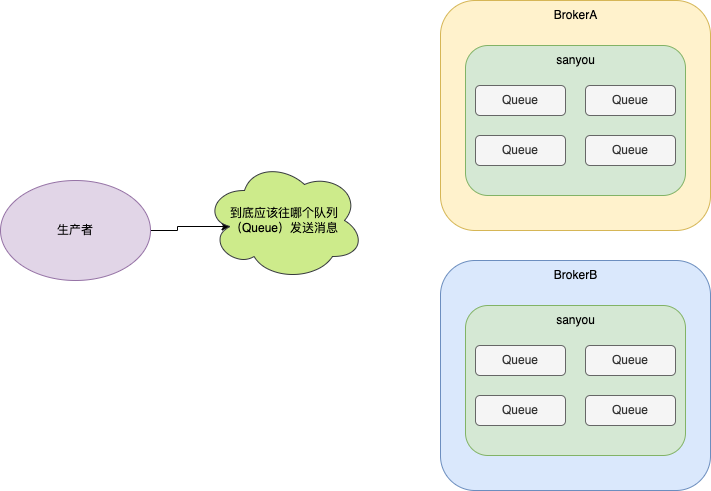 生产者
到底应该往哪个队列
（Queue）发送消息
BrokerA
sanyou
Queue
Queue
Queue
Queue
BrokerB
sanyou
Queue
Queue
Queue
Queue